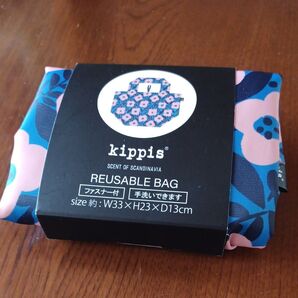 kippis®
SCENT OF SCANDINAVIA
REUSABLE BAG
ファスナー付 手洗いできます
size 約 : W33×H23×D13cm